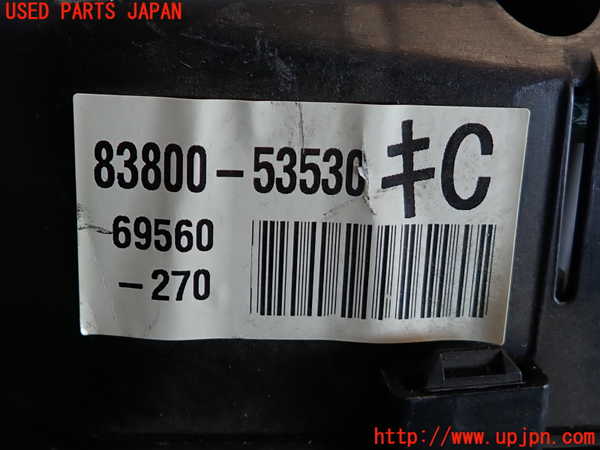 USED PARTS JAPAN
83800-53530 キC
69560
-270
http://www.upjpn.com/